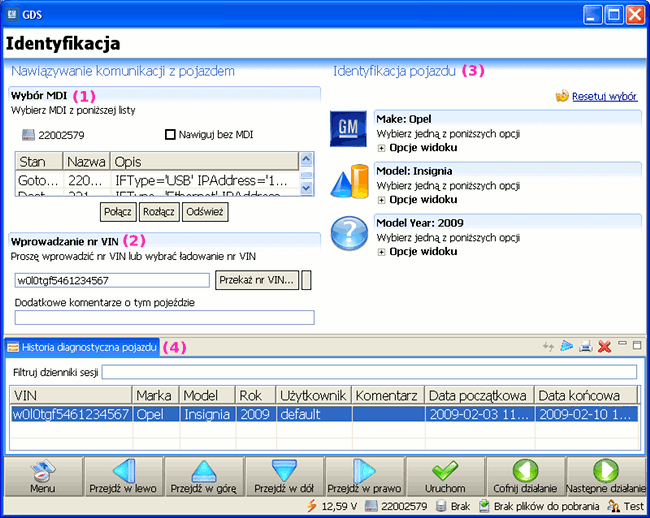 GDS
Identyfikacja
Nawiązywanie komunikacji z pojazdem
Wybór MDI (1)
Wybierz MDI z poniższej listy
22002579
Nawiguj bez MDI
Stan Nazwa Opis
Goto... 220... IFType='USB' IPAddress='1...
Połącz Rozłącz Odśwież
Wprowadzanie nr VIN (2)
Proszę wprowadzić nr VIN lub wybrać ładowanie nr VIN
w0l0tgf5461234567 Przekaż nr VIN...
Dodatkowe komentarze o tym pojeździe
Identyfikacja pojazdu (3)
Resetuj wybór
GM
Make: Opel
Wybierz jedną z poniższych opcji
Opcje widoku
Model: Insignia
Wybierz jedną z poniższych opcji
Opcje widoku
Model Year: 2009
Wybierz jedną z poniższych opcji
Opcje widoku
Historia diagnostyczna pojazdu (4)
Filtruj dzienniki sesji
VIN Marka Model Rok Użytkownik Komentarz Data początkowa Data końcowa
w0l0tgf5461234567 Opel Insignia 2009 default 2009-02-03 11... 2009-02-10 1...
Menu Przejdź w lewo Przejdź w górę Przejdź w dół Przejdź w prawo Uruchom Cofnij działanie Następne działanie
12,59 V 22002579 Brak Brak plików do pobrania Test